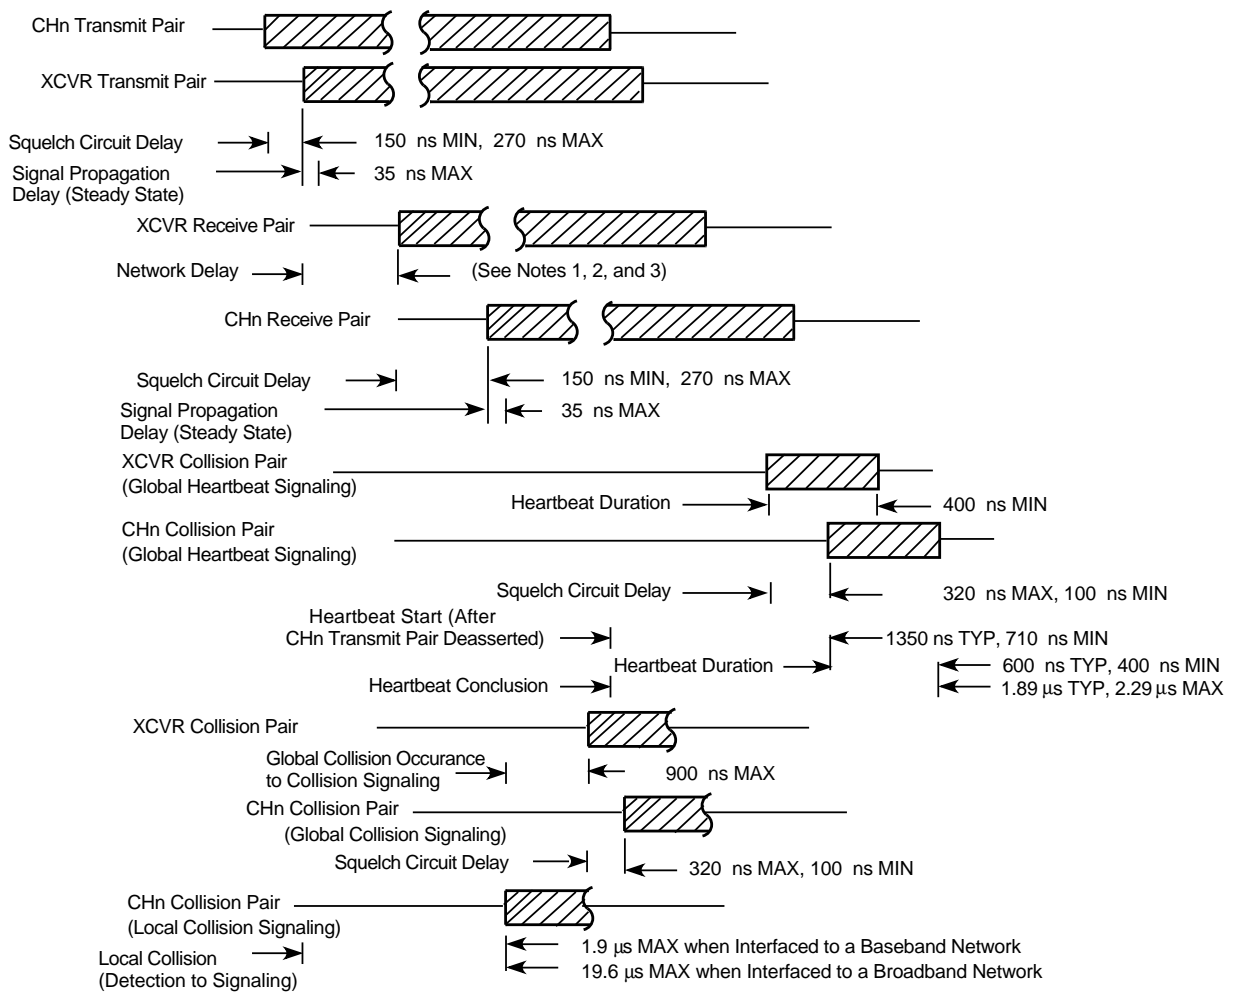 CHn Transmit Pair
XCVR Transmit Pair
Squelch Circuit Delay
150 ns MIN, 270 ns MAX
Signal Propagation
Delay (Steady State)
35 ns MAX
XCVR Receive Pair
Network Delay
(See Notes 1, 2, and 3)
CHn Receive Pair
Squelch Circuit Delay
150 ns MIN, 270 ns MAX
Signal Propagation
Delay (Steady State)
35 ns MAX
XCVR Collision Pair
(Global Heartbeat Signaling)
Heartbeat Duration
400 ns MIN
CHn Collision Pair
(Global Heartbeat Signaling)
Squelch Circuit Delay
320 ns MAX, 100 ns MIN
Heartbeat Start (After
CHn Transmit Pair Deasserted)
1350 ns TYP, 710 ns MIN
Heartbeat Duration
600 ns TYP, 400 ns MIN
Heartbeat Conclusion
1.89 µs TYP, 2.29 µs MAX
XCVR Collision Pair
Global Collision Occurance
to Collision Signaling
900 ns MAX
CHn Collision Pair
(Global Collision Signaling)
Squelch Circuit Delay
320 ns MAX, 100 ns MIN
CHn Collision Pair
(Local Collision Signaling)
Local Collision
(Detection to Signaling)
1.9 µs MAX when Interfaced to a Baseband Network
19.6 µs MAX when Interfaced to a Broadband Network